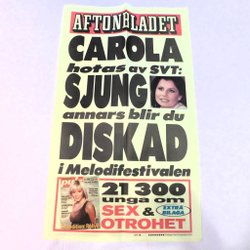 AFTONBLADET
CAROLA
hotas av SVT:
SJUNG
annars blir du
DISKAD
i Melodifestivalen
21 300
unga om
SEX &
OTROHET
EXTRA
BILAGA